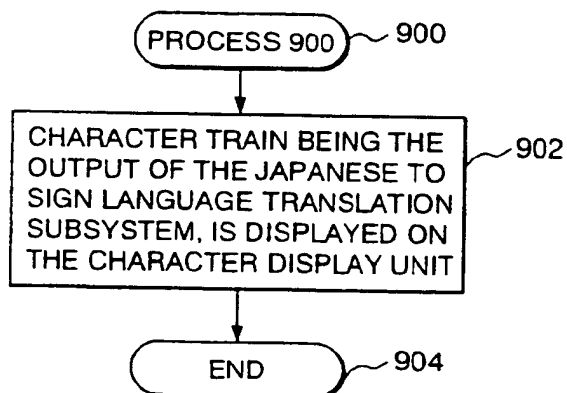 PROCESS 900
900
CHARACTER TRAIN BEING THE
OUTPUT OF THE JAPANESE TO
SIGN LANGUAGE TRANSLATION
SUBSYSTEM, IS DISPLAYED ON
THE CHARACTER DISPLAY UNIT
902
END
904